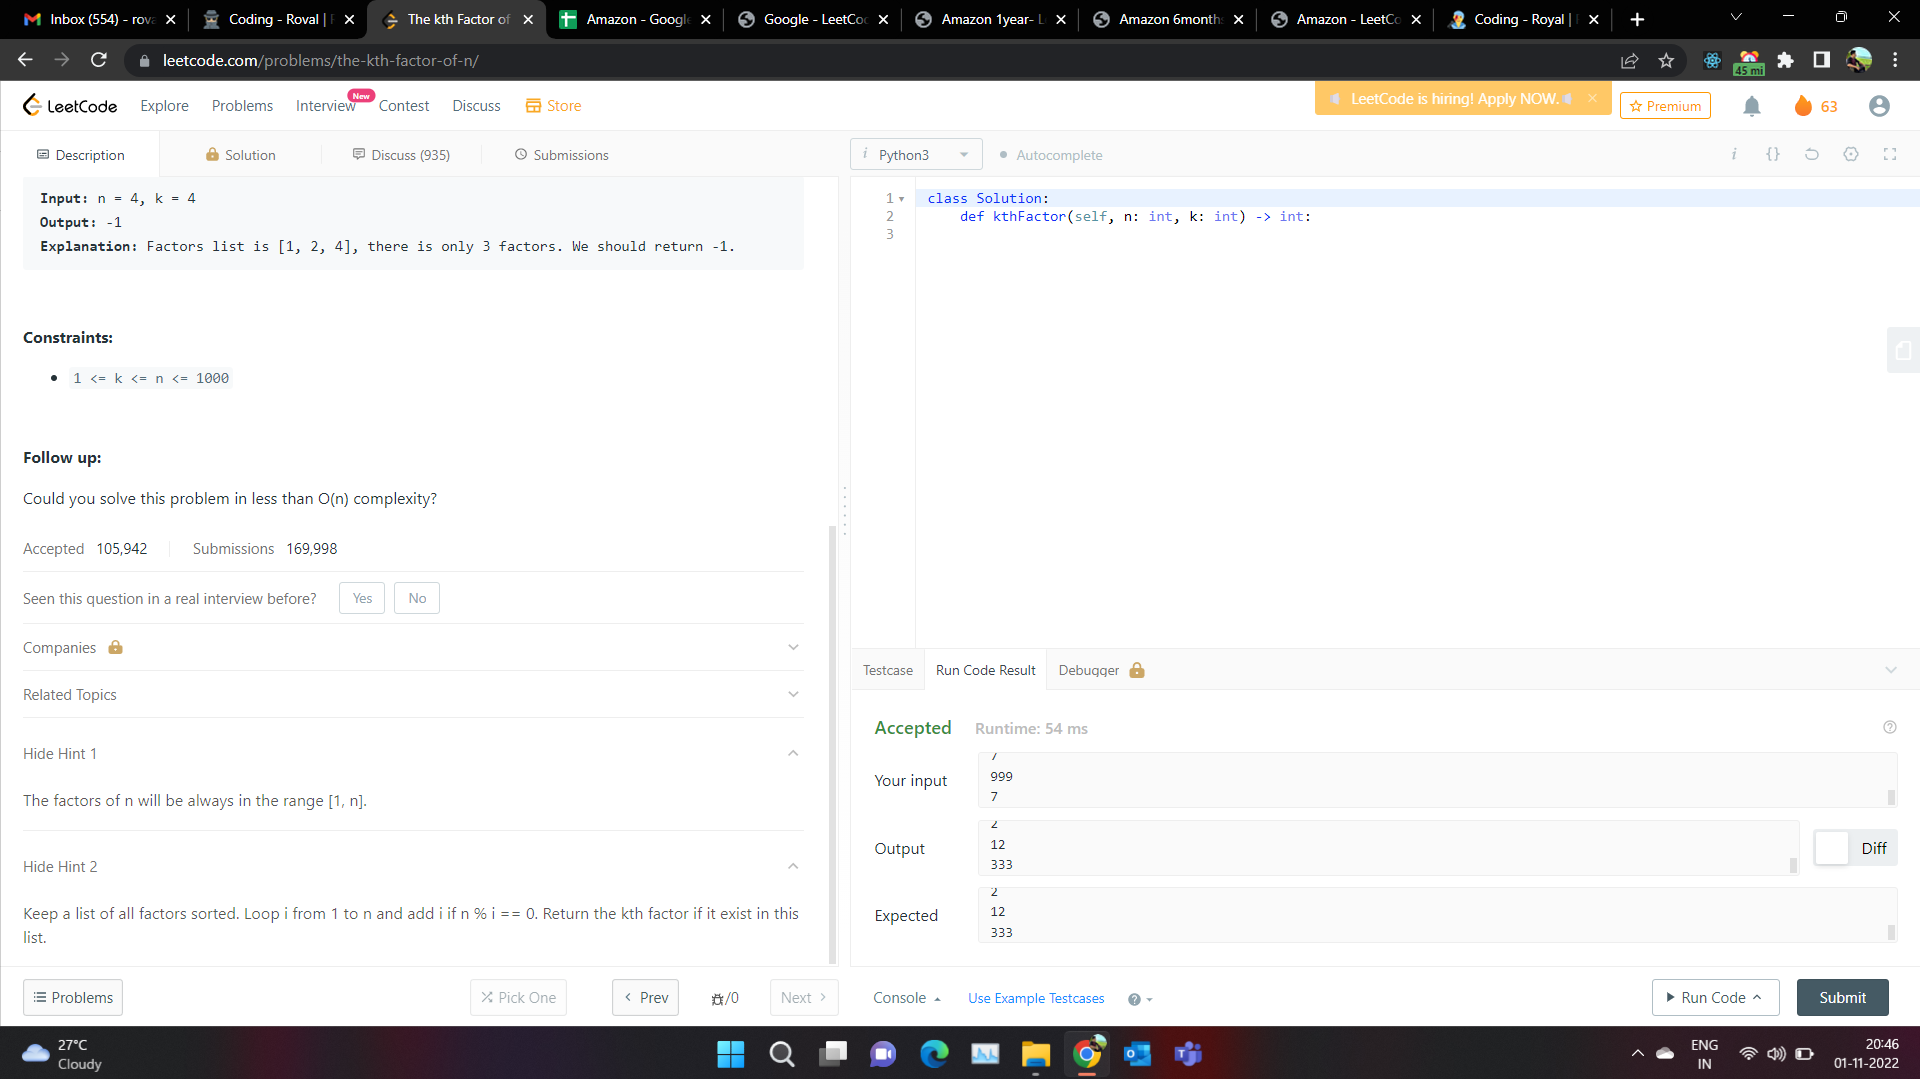 Inbox (554) - rova
Coding - Roval |
The kth Factor of
Amazon - Google
Google - LeetCo
Amazon 1year- L
Amazon 6months
Amazon - LeetCo
Coding - Royal |
leetcode.com/problems/the-kth-factor-of-n/
45 mi
LeetCode
Explore
Problems
Interview
New
Contest
Discuss
Store
LeetCode is hiring! Apply NOW.
Premium
63
Description
Solution
Discuss (935)
Submissions
Input: n = 4, k = 4
Output: -1
Explanation: Factors list is [1, 2, 4], there is only 3 factors. We should return -1.
Constraints:
1 <= k <= n <= 1000
Follow up:
Could you solve this problem in less than O(n) complexity?
Accepted 105,942 Submissions 169,998
Seen this question in a real interview before? Yes No
Companies
Related Topics
Hide Hint 1
The factors of n will be always in the range [1, n].
Hide Hint 2
Keep a list of all factors sorted. Loop i from 1 to n and add i if n % i == 0. Return the kth factor if it exist in this
list.
Problems
Pick One
Prev
/0
Next
i Python3
Autocomplete
i {}
1 class Solution:
2 def kthFactor(self, n: int, k: int) -> int:
3
Testcase
Run Code Result
Debugger
Accepted Runtime: 54 ms
Your input
7
999
7
Output
2
12
333
Diff
Expected
2
12
333
Console
Use Example Testcases
Run Code
Submit
27°C
Cloudy
ENG
IN
20:46
01-11-2022